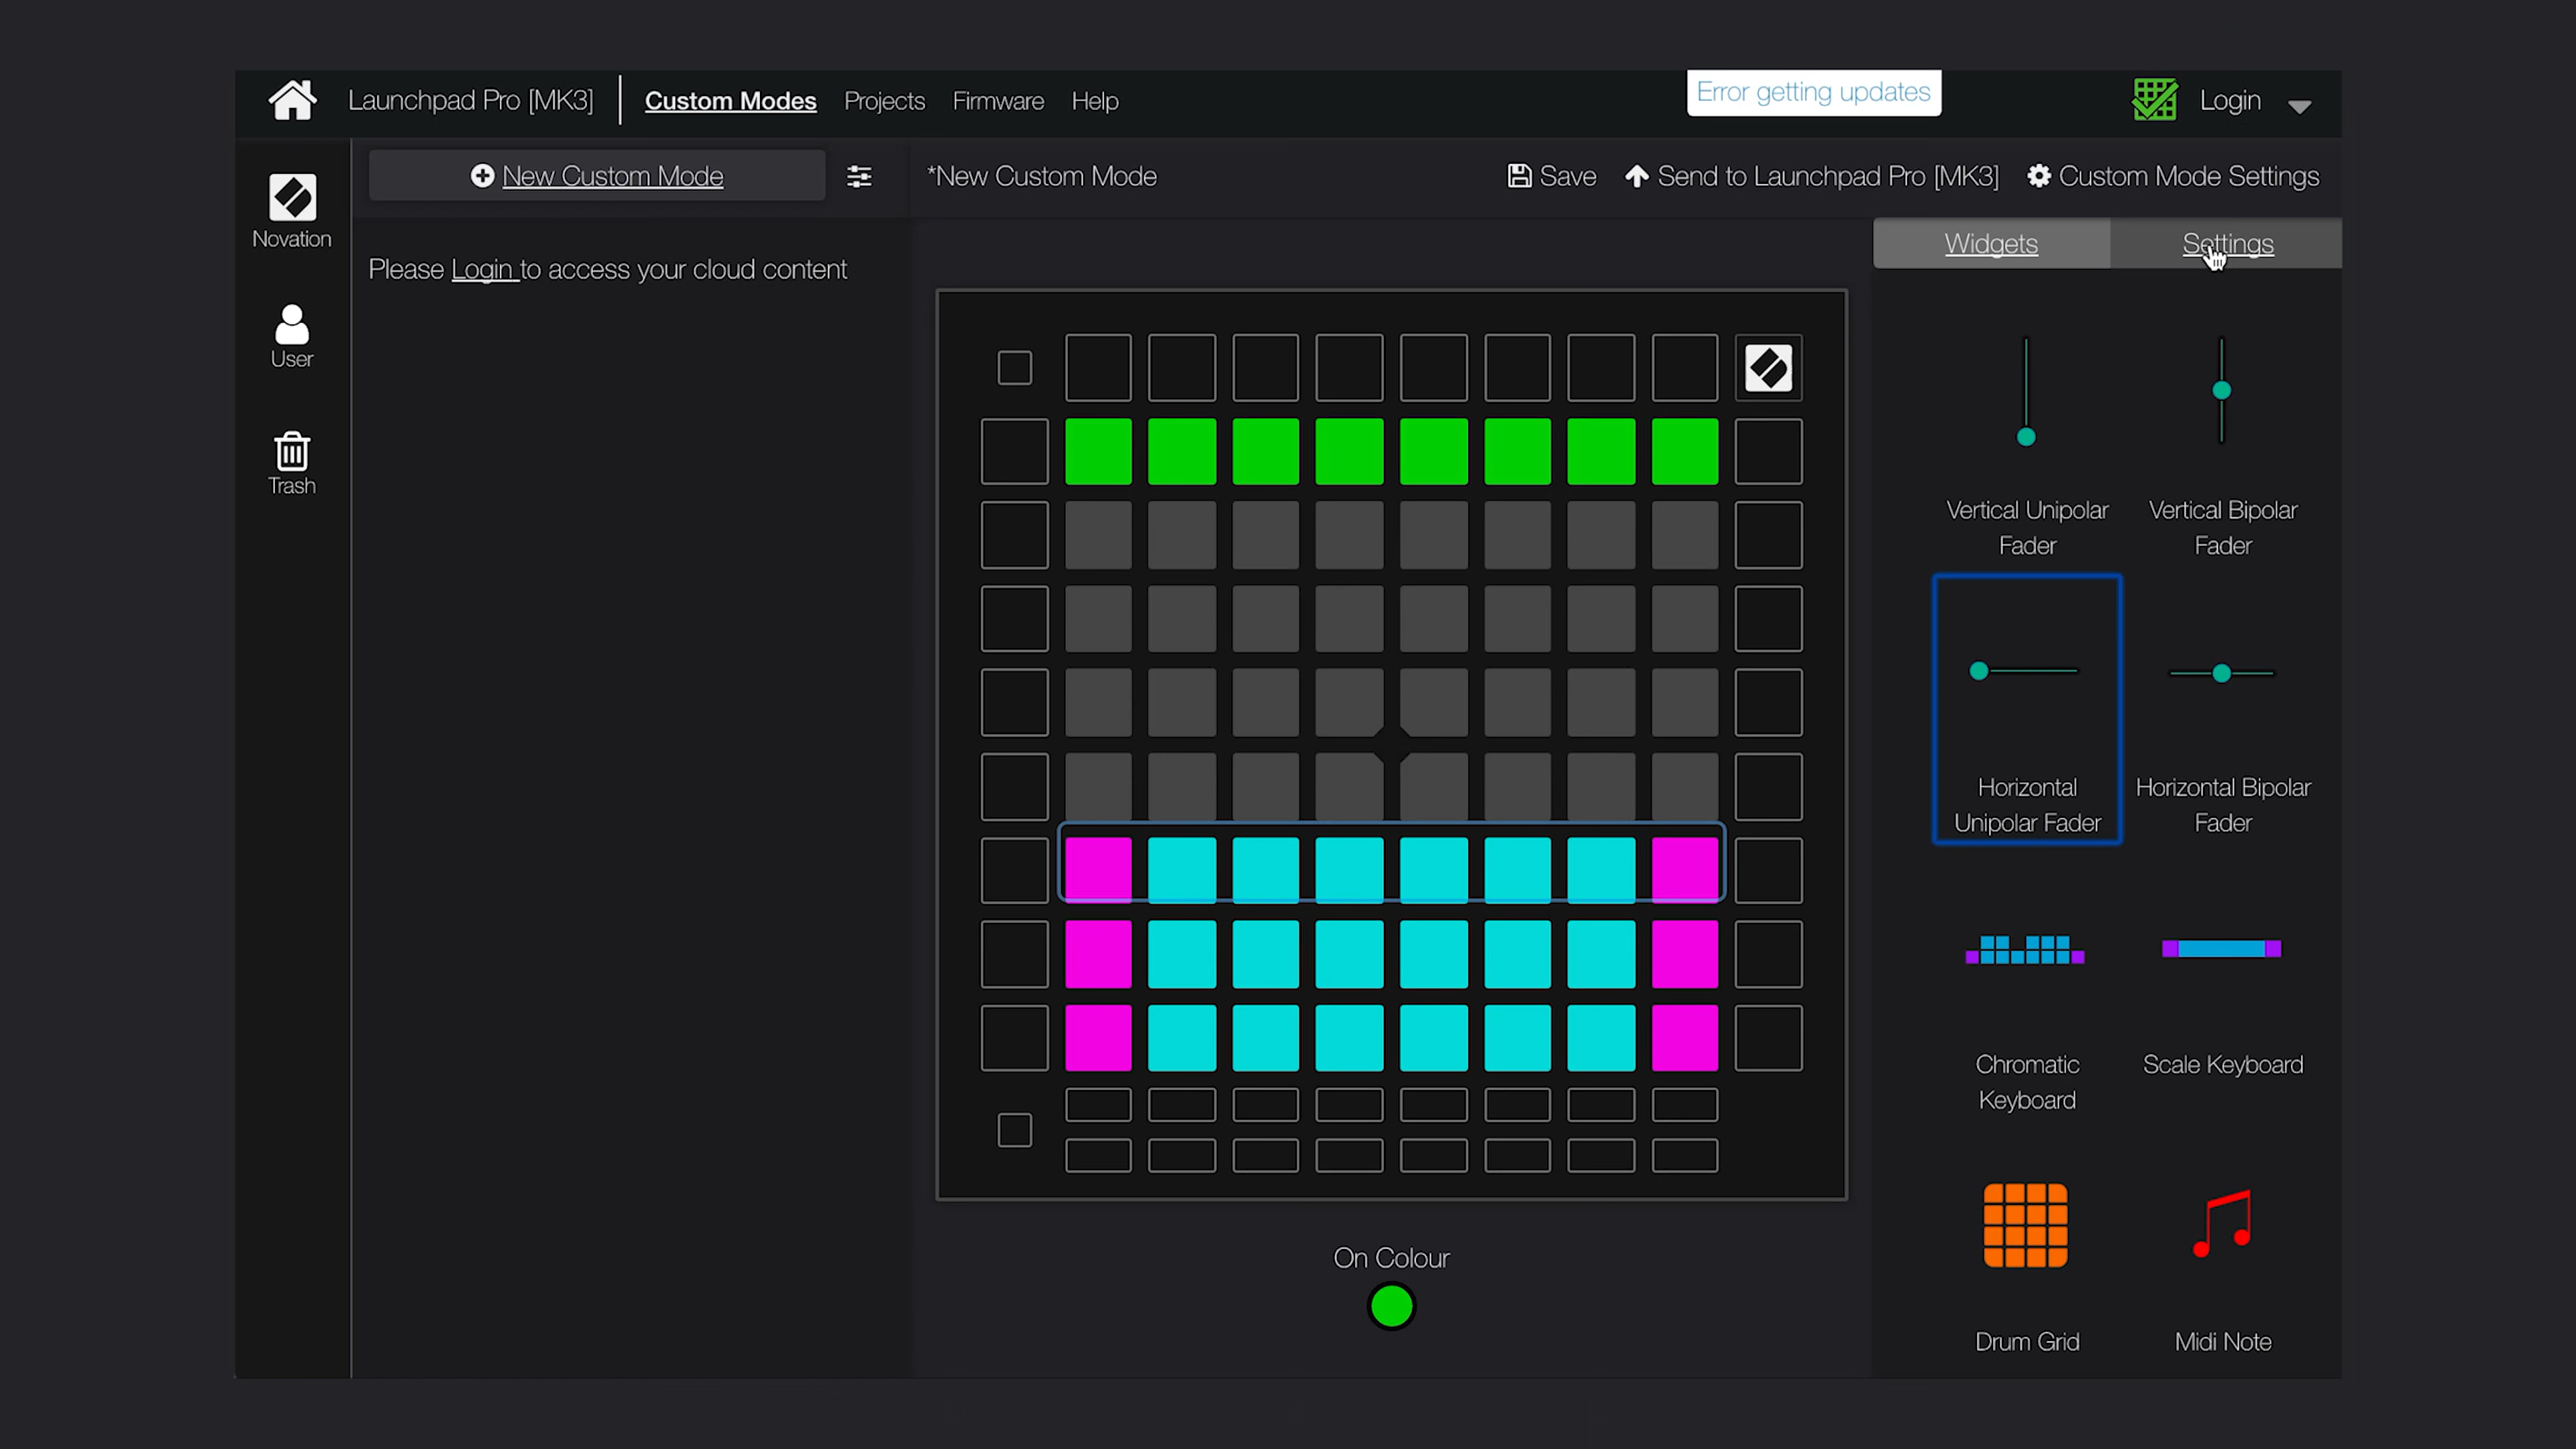 Launchpad Pro [MK3]
Custom Modes
Projects
Firmware
Help
Error getting updates
Login
New Custom Mode
*New Custom Mode
Save
Send to Launchpad Pro [MK3]
Custom Mode Settings
Novation
User
Trash
Please Login to access your cloud content
Widgets
Settings
Vertical Unipolar
Fader
Vertical Bipolar
Fader
Horizontal
Unipolar Fader
Horizontal Bipolar
Fader
Chromatic
Keyboard
Scale Keyboard
Drum Grid
Midi Note
On Colour